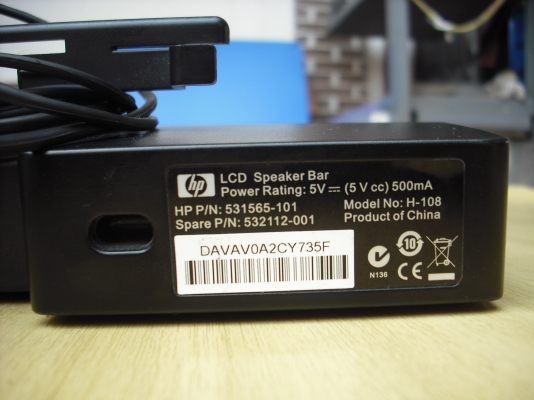 hp LCD Speaker Bar
Power Rating: 5V ⎓ (5 V cc) 500mA
HP P/N: 531565-101 Model No: H-108
Spare P/N: 532112-001 Product of China
DAVAV0A2CY735F
10
N136 CE